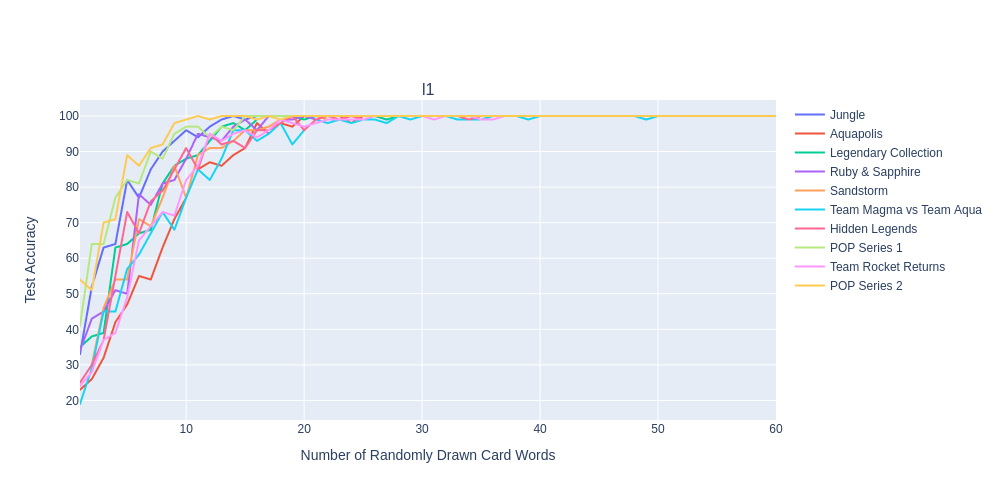 l1
100
90
80
70
60
50
40
30
20
10
20
30
40
50
60
Test Accuracy
Number of Randomly Drawn Card Words
Jungle
Aquapolis
Legendary Collection
Ruby & Sapphire
Sandstorm
Team Magma vs Team Aqua
Hidden Legends
POP Series 1
Team Rocket Returns
POP Series 2